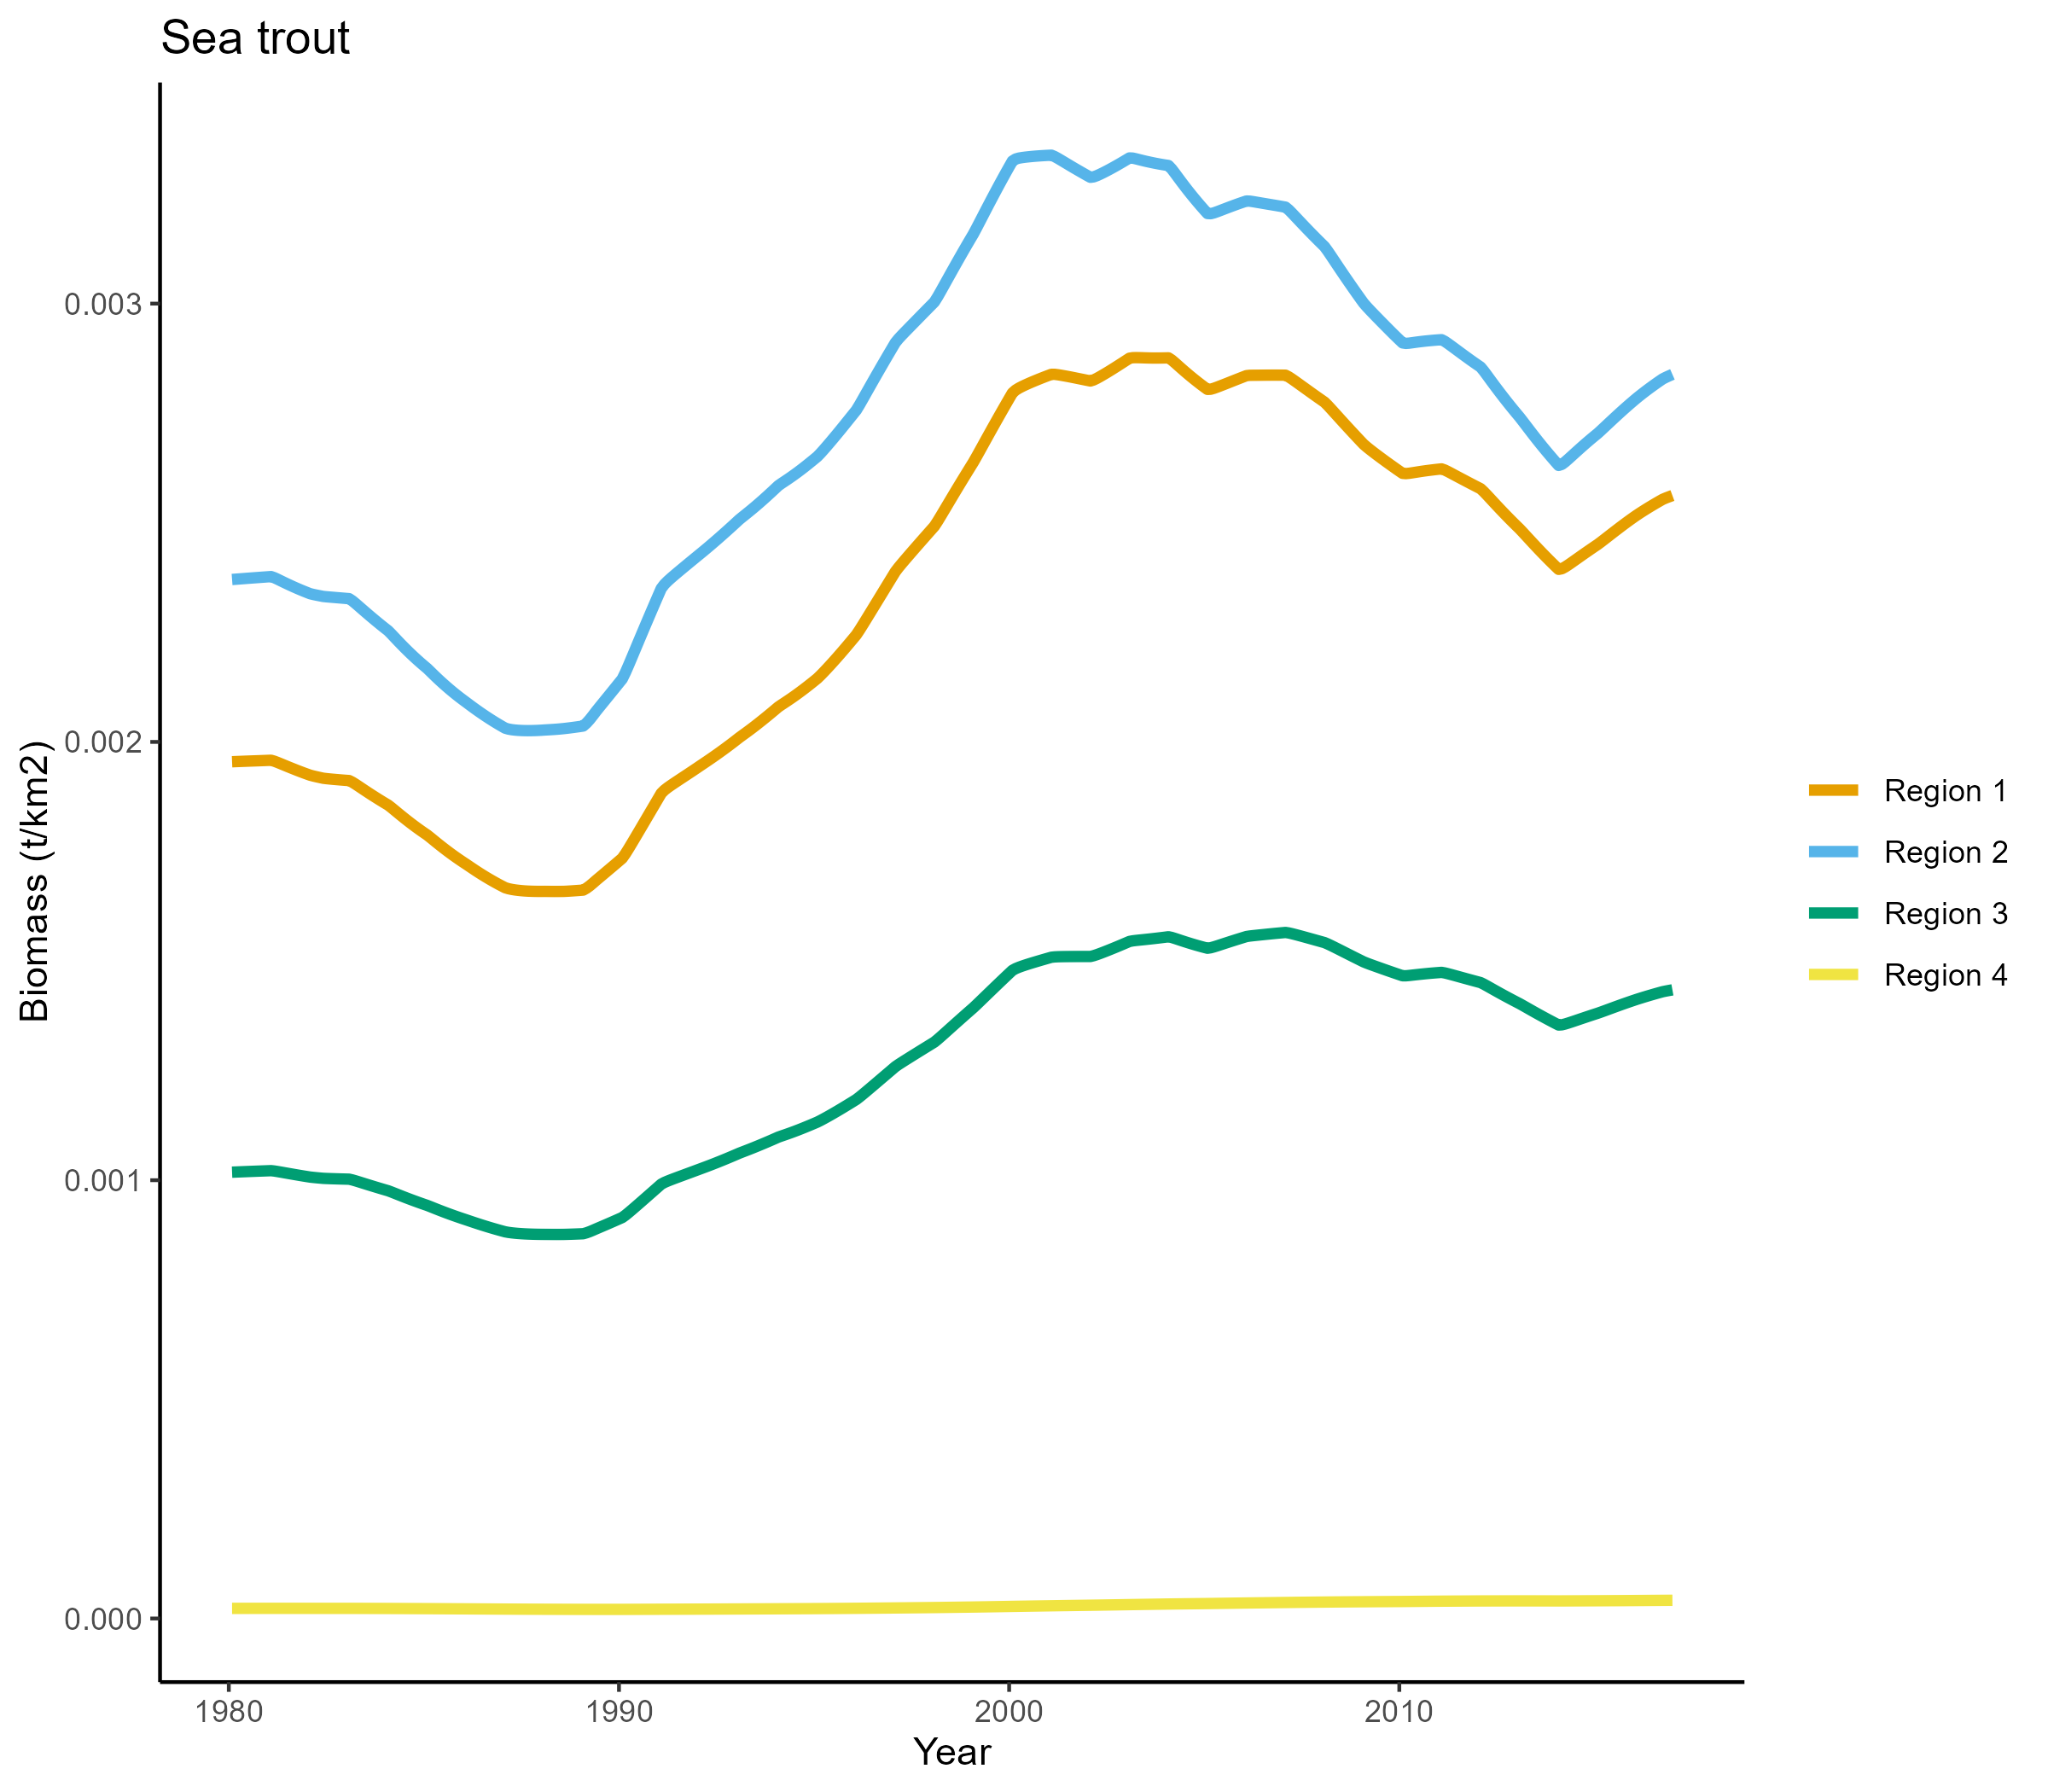 Sea trout
Biomass (t/km2)
0.003
0.002
0.001
0.000
1980
1990
2000
2010
Year
Region 1
Region 2
Region 3
Region 4